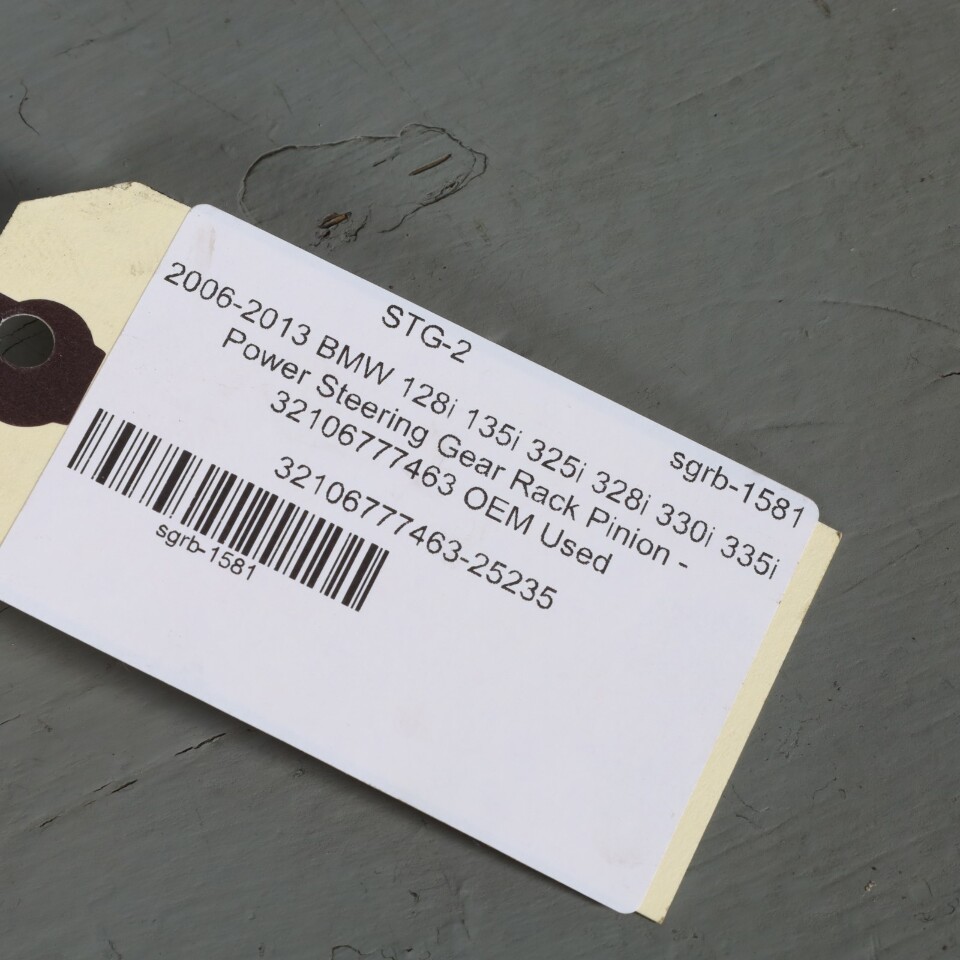 STG-2
sgrb-1581
2006-2013 BMW 128i 135i 325i 328i 330i 335i
Power Steering Gear Rack Pinion -
32106777463 OEM Used
32106777463-25235
sgrb-1581